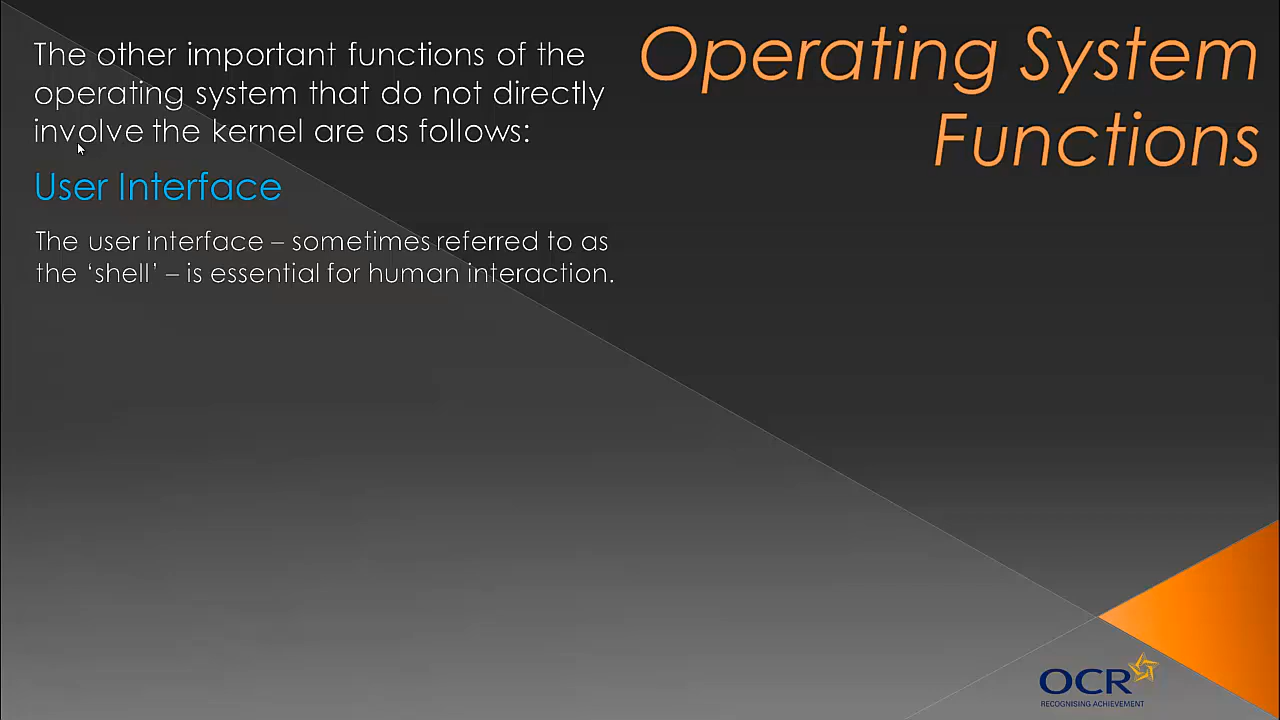 Operating System
Functions
The other important functions of the
operating system that do not directly
involve the kernel are as follows:
User Interface
The user interface – sometimes referred to as
the ‘shell’ – is essential for human interaction.
OCR
RECOGNISING ACHIEVEMENT